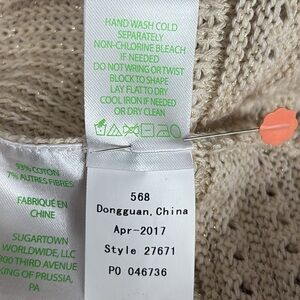 HAND WASH COLD
SEPARATELY
NON-CHLORINE BLEACH
IF NEEDED
DO NOT WRING OR TWIST
BLOCK TO SHAPE
LAY FLAT TO DRY
COOL IRON IF NEEDED
OR DRY CLEAN
93% COTTON
7% AUTRES FIBRES
FABRIQUÉ EN
CHINE
SUGARTOWN
WORLDWIDE, LLC
800 THIRD AVENUE
KING OF PRUSSIA,
PA
568
Dongguan, China
Apr-2017
Style 27671
PO 046736